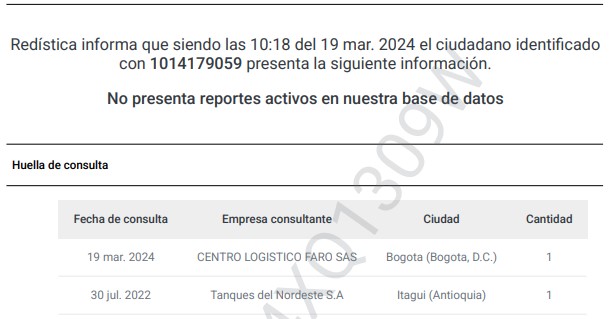 Redística informa que siendo las 10:18 del 19 mar. 2024 el ciudadano identificado
con 1014179059 presenta la siguiente información.
No presenta reportes activos en nuestra base de datos
Huella de consulta
Fecha de consulta Empresa consultante Ciudad Cantidad
19 mar. 2024 CENTRO LOGISTICO FARO SAS Bogota (Bogota, D.C.) 1
30 jul. 2022 Tanques del Nordeste S.A Itagui (Antioquia) 1